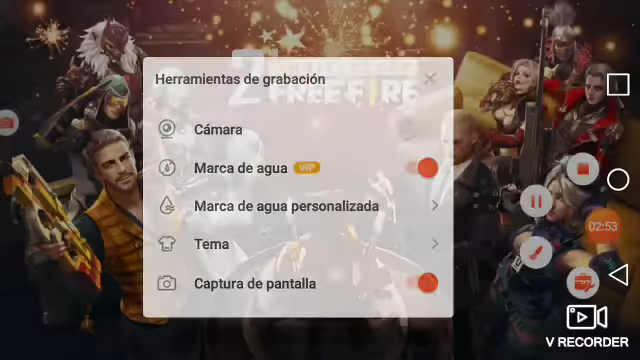 Herramientas de grabación
FREE FIRE
Cámara
Marca de agua VIP
Marca de agua personalizada
Tema
Captura de pantalla
02:53
V RECORDER